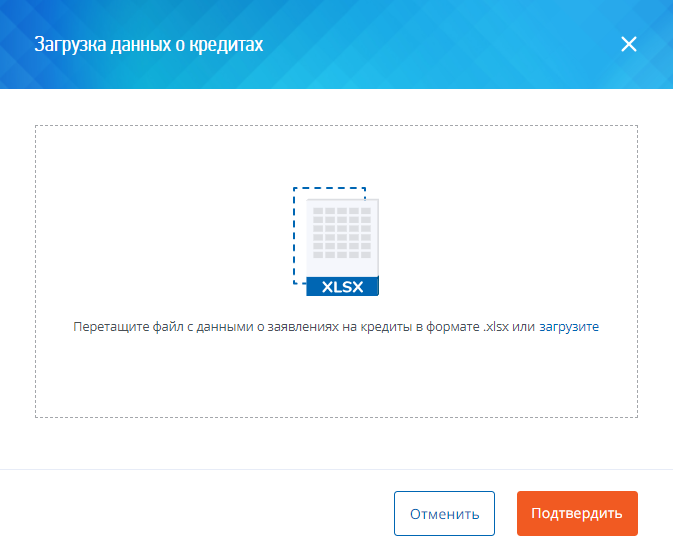 Загрузка данных о кредитах
XLSX
Перетащите файл с данными о заявлениях на кредиты в формате .xlsx или загрузите
Отменить
Подтвердить